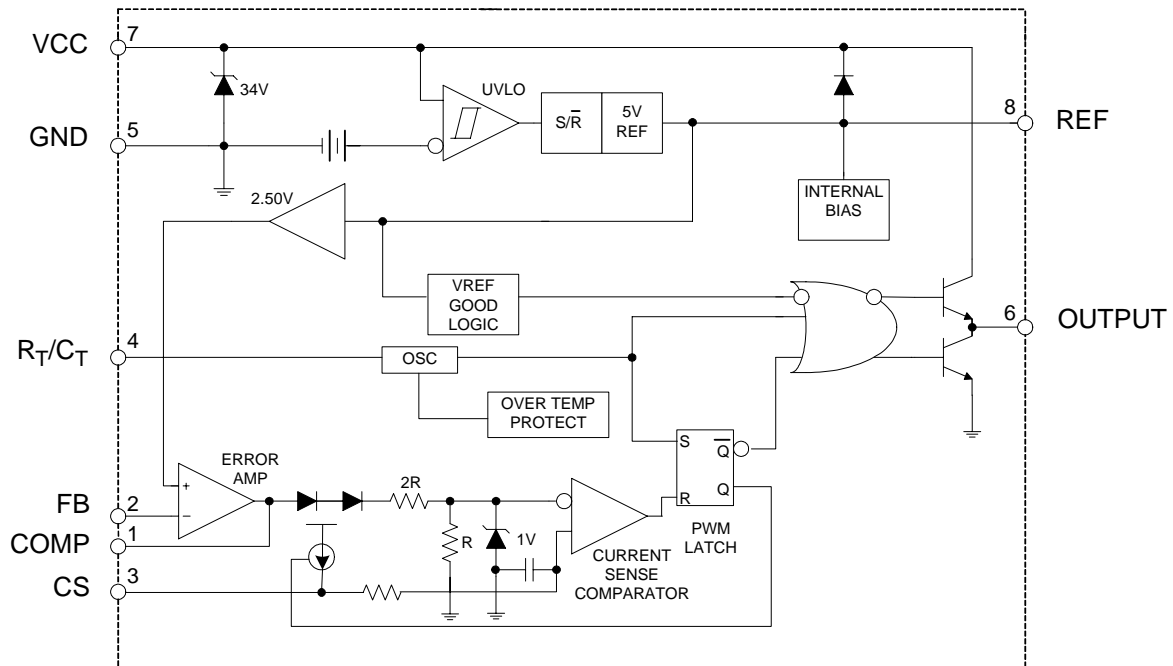 7
VCC
34V
UVLO
S/R̅
5V
REF
8
REF
5
GND
2.50V
INTERNAL
BIAS
VREF
GOOD
LOGIC
6
OUTPUT
4
R_T/C_T
OSC
OVER TEMP
PROTECT
S
Q̅
R
Q
PWM
LATCH
ERROR
AMP
+
−
2R
R
1V
CURRENT
SENSE
COMPARATOR
FB
2
COMP
1
CS
3